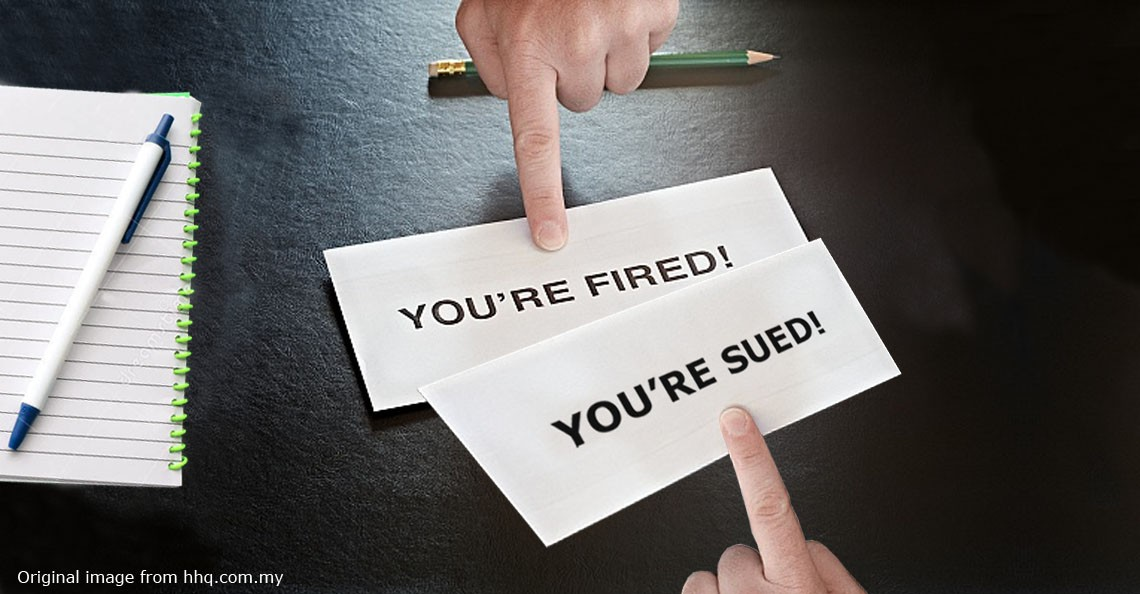 YOU'RE FIRED!
YOU'RE SUED!
Original image from hhq.com.my